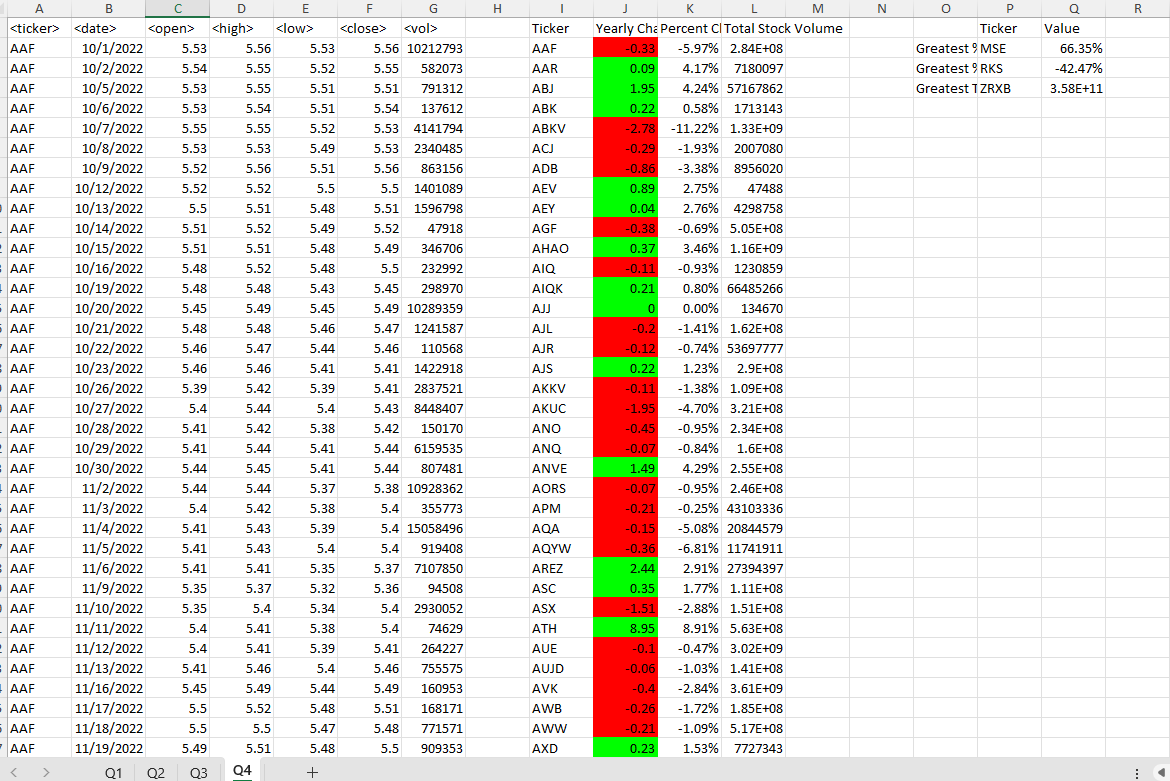 A B C D E F G H I J K L M N O P Q R
<ticker> <date> <open> <high> <low> <close> <vol> Ticker Yearly Cha Percent Cl Total Stock Volume Ticker Value
AAF 10/1/2022 5.53 5.56 5.53 5.56 10212793 AAF -0.33 -5.97% 2.84E+08 Greatest % MSE 66.35%
AAF 10/2/2022 5.54 5.55 5.52 5.55 582073 AAR 0.09 4.17% 7180097 Greatest % RKS -42.47%
AAF 10/5/2022 5.53 5.55 5.51 5.51 791312 ABJ 1.95 4.24% 57167862 Greatest T ZRXB 3.58E+11
AAF 10/6/2022 5.53 5.54 5.51 5.54 137612 ABK 0.22 0.58% 1713143
AAF 10/7/2022 5.55 5.55 5.52 5.53 4141794 ABKV -2.78 -11.22% 1.33E+09
AAF 10/8/2022 5.53 5.53 5.49 5.53 2340485 ACJ -0.29 -1.93% 2007080
AAF 10/9/2022 5.52 5.56 5.51 5.56 863156 ADB -0.86 -3.38% 8956020
AAF 10/12/2022 5.52 5.52 5.5 5.5 1401089 AEV 0.89 2.75% 47488
AAF 10/13/2022 5.5 5.51 5.48 5.51 1596798 AEY 0.04 2.76% 4298758
AAF 10/14/2022 5.51 5.52 5.49 5.52 47918 AGF -0.38 -0.69% 5.05E+08
AAF 10/15/2022 5.51 5.51 5.48 5.49 346706 AHAO 0.37 3.46% 1.16E+09
AAF 10/16/2022 5.48 5.52 5.48 5.5 232992 AIQ -0.11 -0.93% 1230859
AAF 10/19/2022 5.48 5.48 5.43 5.45 298970 AIQK 0.21 0.80% 66485266
AAF 10/20/2022 5.45 5.49 5.45 5.49 10289359 AJJ 0 0.00% 134670
AAF 10/21/2022 5.48 5.48 5.46 5.47 1241587 AJL -0.2 -1.41% 1.62E+08
AAF 10/22/2022 5.46 5.47 5.44 5.46 110568 AJR -0.12 -0.74% 53697777
AAF 10/23/2022 5.46 5.46 5.41 5.41 1422918 AJS 0.22 1.23% 2.9E+08
AAF 10/26/2022 5.39 5.42 5.39 5.41 2837521 AKKV -0.11 -1.38% 1.09E+08
AAF 10/27/2022 5.4 5.44 5.4 5.43 8448407 AKUC -1.95 -4.70% 3.21E+08
AAF 10/28/2022 5.41 5.42 5.38 5.42 150170 ANO -0.45 -0.95% 2.34E+08
AAF 10/29/2022 5.41 5.44 5.41 5.44 6159535 ANQ -0.07 -0.84% 1.6E+08
AAF 10/30/2022 5.44 5.45 5.41 5.44 807481 ANVE 1.49 4.29% 2.55E+08
AAF 11/2/2022 5.44 5.44 5.37 5.38 10928362 AORS -0.07 -0.95% 2.46E+08
AAF 11/3/2022 5.4 5.42 5.38 5.4 355773 APM -0.21 -0.25% 43103336
AAF 11/4/2022 5.41 5.43 5.39 5.4 15058496 AQA -0.15 -5.08% 20844579
AAF 11/5/2022 5.41 5.43 5.4 5.4 919408 AQYW -0.36 -6.81% 11741911
AAF 11/6/2022 5.41 5.41 5.35 5.37 7107850 AREZ 2.44 2.91% 27394397
AAF 11/9/2022 5.35 5.37 5.32 5.36 94508 ASC 0.35 1.77% 1.11E+08
AAF 11/10/2022 5.35 5.4 5.34 5.4 2930052 ASX -1.51 -2.88% 1.51E+08
AAF 11/11/2022 5.4 5.41 5.38 5.4 74629 ATH 8.95 8.91% 5.63E+08
AAF 11/12/2022 5.4 5.41 5.39 5.41 264227 AUE -0.1 -0.47% 3.02E+09
AAF 11/13/2022 5.41 5.46 5.4 5.46 755575 AUJD -0.06 -1.03% 1.41E+08
AAF 11/16/2022 5.45 5.49 5.44 5.49 160953 AVK -0.4 -2.84% 3.61E+09
AAF 11/17/2022 5.5 5.52 5.48 5.51 168171 AWB -0.26 -1.72% 1.85E+08
AAF 11/18/2022 5.5 5.5 5.47 5.48 771571 AWW -0.21 -1.09% 5.17E+08
AAF 11/19/2022 5.49 5.51 5.48 5.5 909353 AXD 0.23 1.53% 7727343
Q1 Q2 Q3 Q4